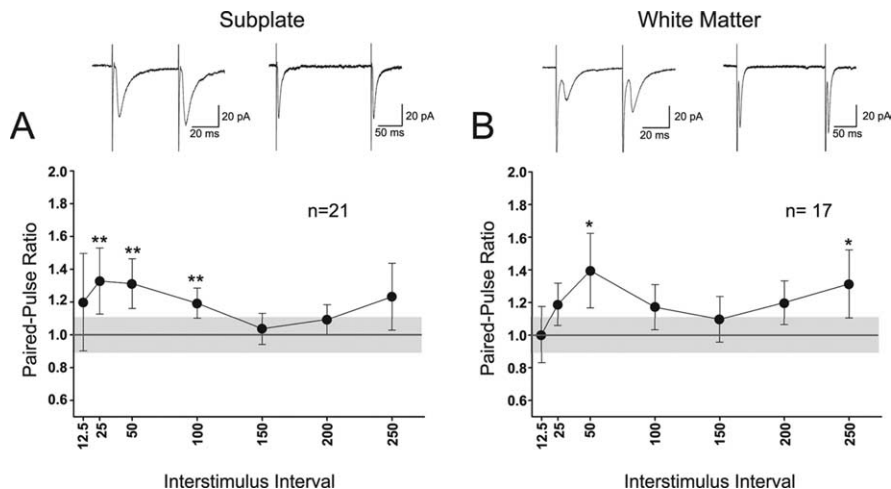 Subplate
White Matter
20 pA
20 ms
20 pA
50 ms
20 pA
20 ms
20 pA
50 ms
A
B
Paired-Pulse Ratio
2.0
1.8
1.6
1.4
1.2
1.0
0.8
0.6
n=21
**
**
**
12.5
25
50
100
150
200
250
Interstimulus Interval
Paired-Pulse Ratio
2.0
1.8
1.6
1.4
1.2
1.0
0.8
0.6
n= 17
*
*
12.5
25
50
100
150
200
250
Interstimulus Interval